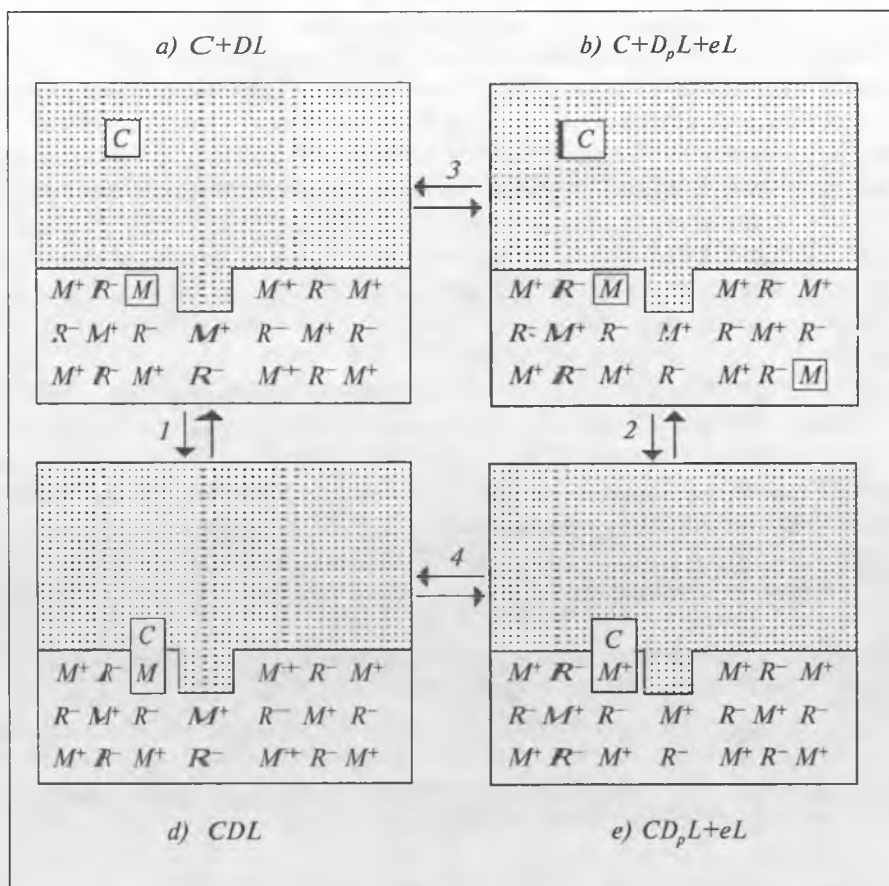 a) C+DL
b) C+DₚL+eL
C
C
3
M⁺ R⁻ M M⁺ R⁻ M⁺
R⁻ M⁺ R⁻ M⁺ R⁻ M⁺ R⁻
M⁺ R⁻ M⁺ R⁻ M⁺ R⁻ M⁺
M⁺ R⁻ M M⁺ R⁻ M⁺
R⁻ M⁺ R⁻ M⁺ R⁻ M⁺ R⁻
M⁺ R⁻ M⁺ R⁻ M⁺ R⁻ M
1
2
4
C
M⁺ R⁻ M M⁺ R⁻ M⁺
R⁻ M⁺ R⁻ M⁺ R⁻ M⁺ R⁻
M⁺ R⁻ M⁺ R⁻ M⁺ R⁻ M⁺
C
M⁺ R⁻ M⁺ M⁺ R⁻ M⁺
R⁻ M⁺ R⁻ M⁺ R⁻ M⁺ R⁻
M⁺ R⁻ M⁺ R⁻ M⁺ R⁻ M⁺
d) CDL
e) CDₚL+eL